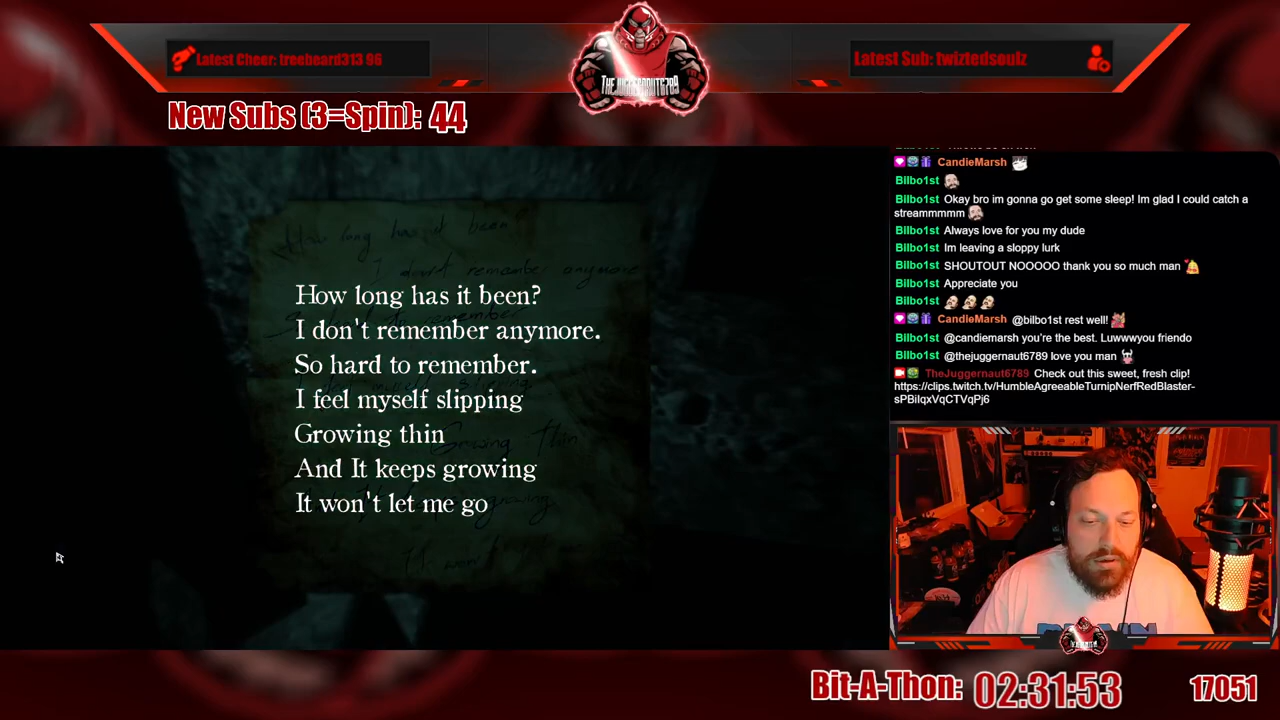 Latest Cheer: treebeard313 96
THEJUGGERNAUT6789
Latest Sub: twiztedsoulz
New Subs (3=Spin): 44
How long has it been?
I don't remember anymore.
So hard to remember.
I feel myself slipping
Growing thin
And It keeps growing
It won't let me go
CandieMarsh
Bilbo1st
Bilbo1st Okay bro im gonna go get some sleep! Im glad I could catch a
streammmmm
Bilbo1st Always love for you my dude
Bilbo1st Im leaving a sloppy lurk
Bilbo1st SHOUTOUT NOOOOO thank you so much man
Bilbo1st Appreciate you
Bilbo1st
CandieMarsh @bilbo1st rest well!
Bilbo1st @candiemarsh you're the best. Luwwwyou friendo
Bilbo1st @thejuggernaut6789 love you man
TheJuggernaut6789 Check out this sweet, fresh clip!
https://clips.twitch.tv/HumbleAgreeableTurnipNerfRedBlaster-
sPBiIqxVqCTVqPj6
Bit-A-Thon: 02:31:53 17051